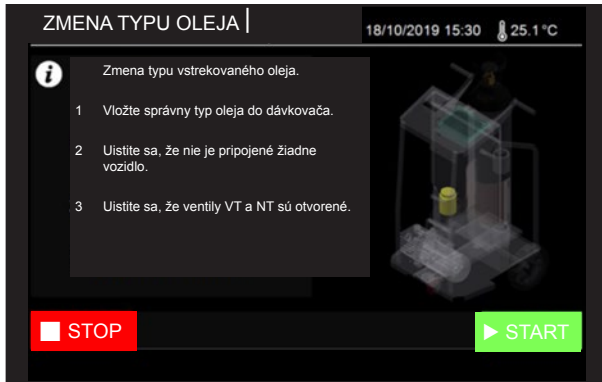 ZMENA TYPU OLEJA
18/10/2019 15:30 25.1°C
i Zmena typu vstrekovaného oleja.
1 Vložte správny typ oleja do dávkovača.
2 Uistite sa, že nie je pripojené žiadne
vozidlo.
3 Uistite sa, že ventily VT a NT sú otvorené.
STOP
START